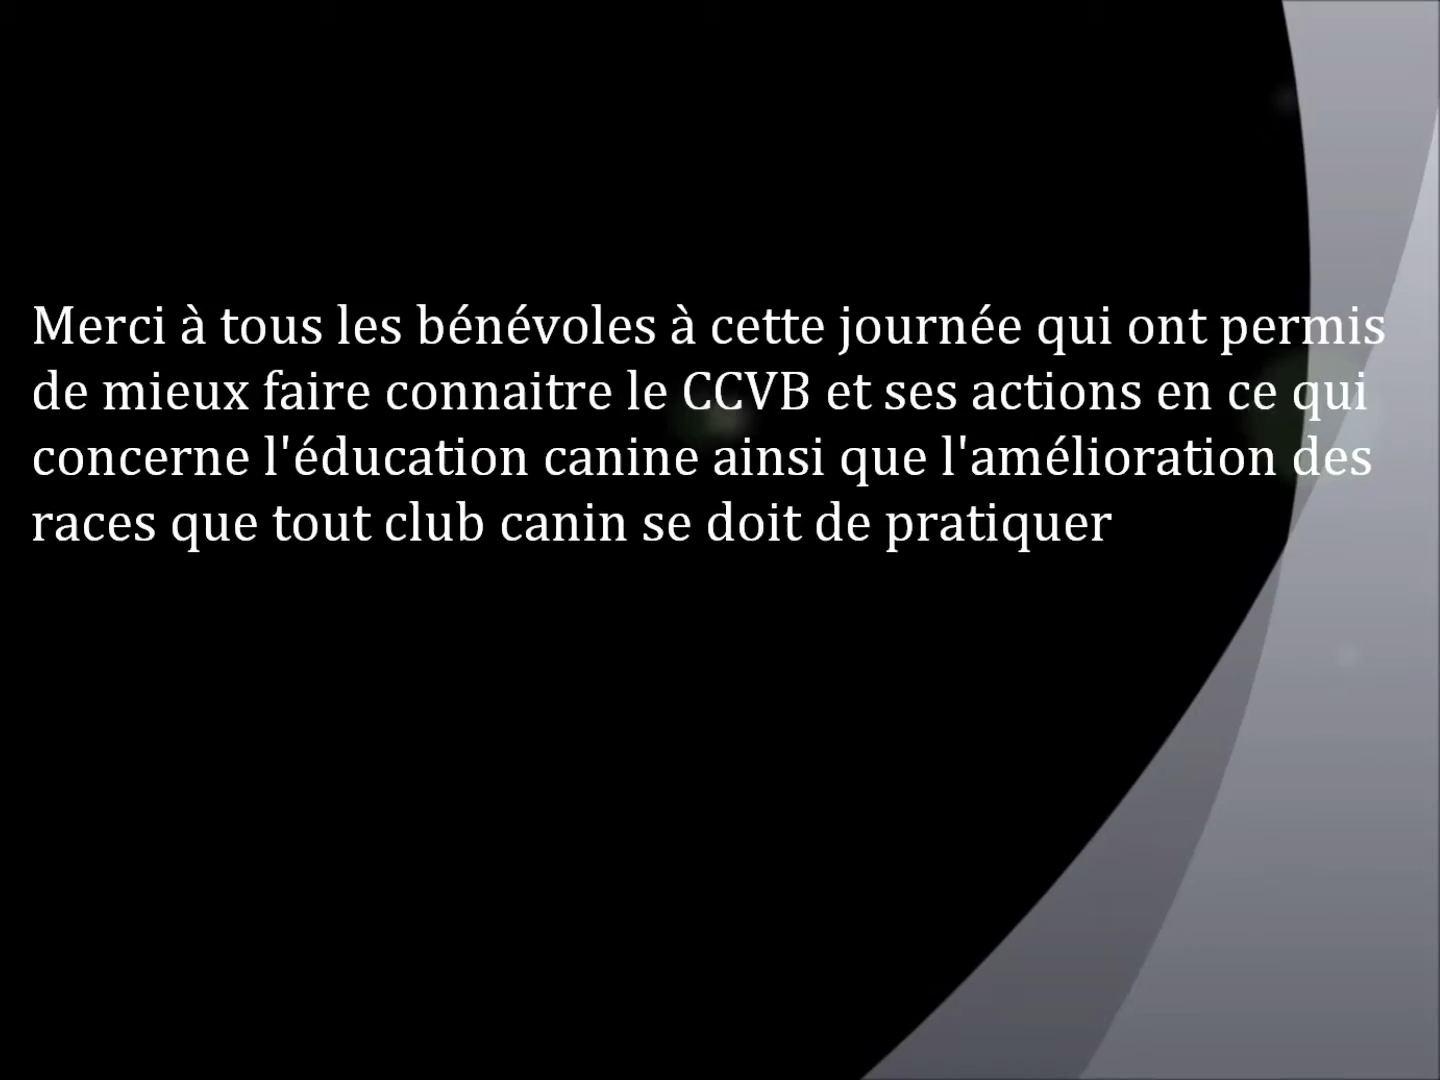 Merci à tous les bénévoles à cette journée qui ont permis
de mieux faire connaitre le CCVB et ses actions en ce qui
concerne l'éducation canine ainsi que l'amélioration des
races que tout club canin se doit de pratiquer